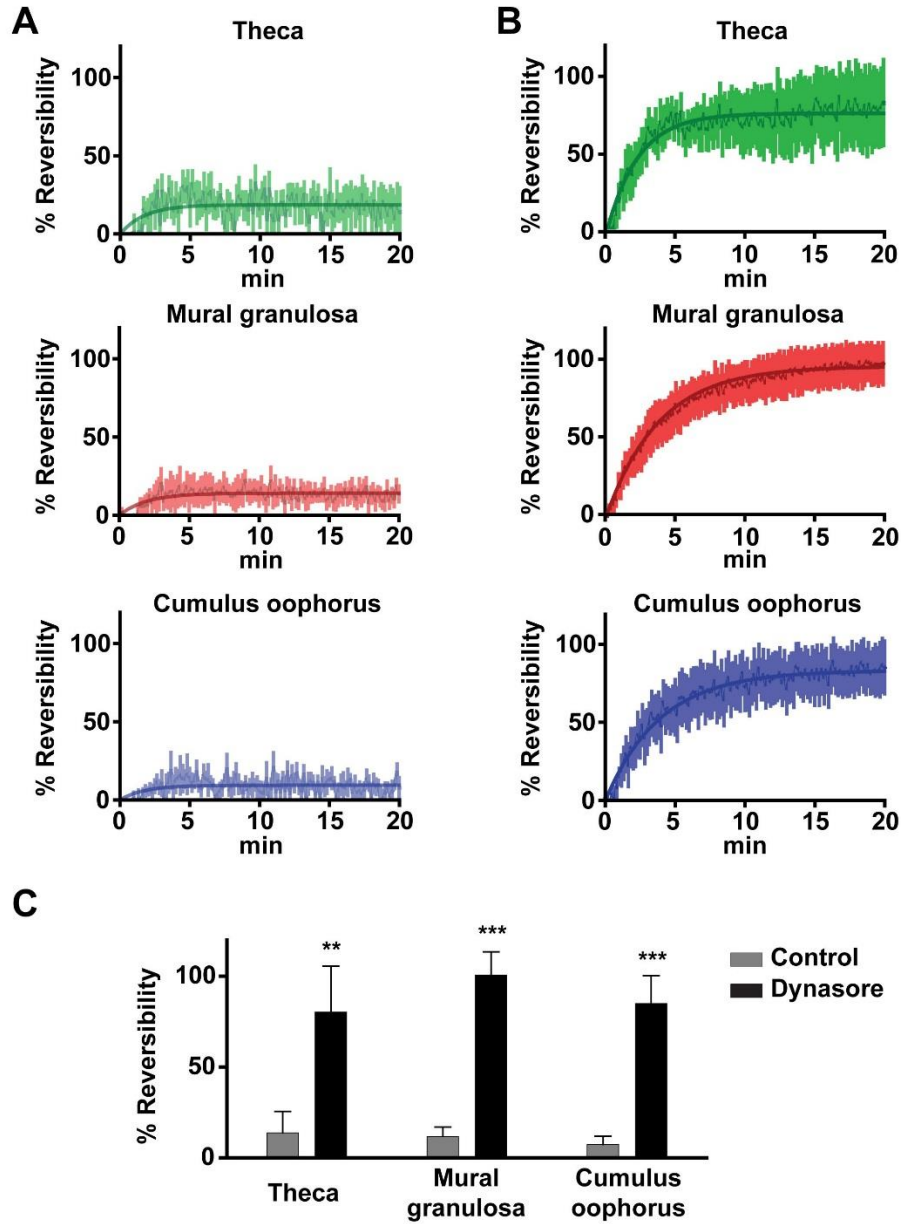 A
Theca
% Reversibility
100
50
0
0 5 10 15 20
min
Mural granulosa
% Reversibility
100
50
0
0 5 10 15 20
min
Cumulus oophorus
% Reversibility
100
50
0
0 5 10 15 20
min
B
Theca
% Reversibility
100
50
0
0 5 10 15 20
min
Mural granulosa
% Reversibility
100
50
0
0 5 10 15 20
min
Cumulus oophorus
% Reversibility
100
50
0
0 5 10 15 20
min
C
% Reversibility
100
50
0
**
***
***
Theca
Mural
granulosa
Cumulus
oophorus
Control
Dynasore